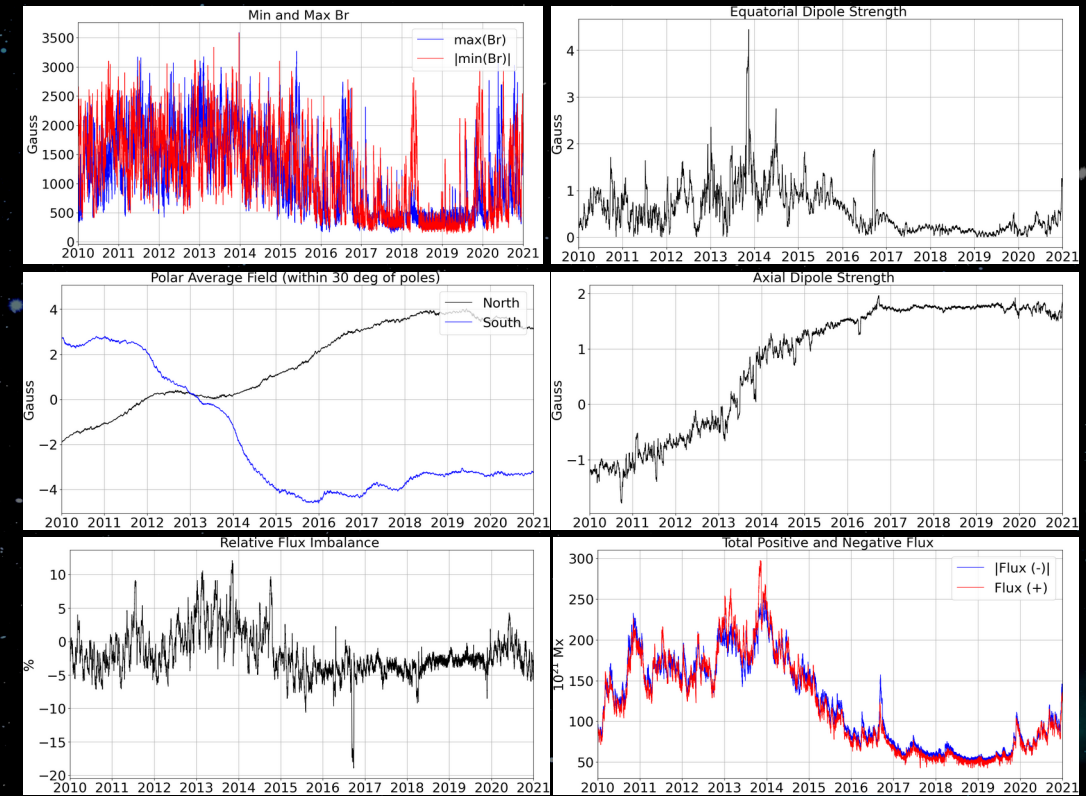 Min and Max Br
Gauss
3500
3000
2500
2000
1500
1000
500
0
max(Br)
|min(Br)|
2010 2011 2012 2013 2014 2015 2016 2017 2018 2019 2020 2021
Equatorial Dipole Strength
Gauss
4
3
2
1
0
2010 2011 2012 2013 2014 2015 2016 2017 2018 2019 2020 2021
Polar Average Field (within 30 deg of poles)
Gauss
4
2
0
−2
−4
North
South
2010 2011 2012 2013 2014 2015 2016 2017 2018 2019 2020 2021
Axial Dipole Strength
Gauss
2
1
0
−1
2010 2011 2012 2013 2014 2015 2016 2017 2018 2019 2020 2021
Relative Flux Imbalance
%
10
5
0
−5
−10
−15
−20
2010 2011 2012 2013 2014 2015 2016 2017 2018 2019 2020 2021
Total Positive and Negative Flux
10²¹ Mx
300
250
200
150
100
50
|Flux (-)|
Flux (+)
2010 2011 2012 2013 2014 2015 2016 2017 2018 2019 2020 2021